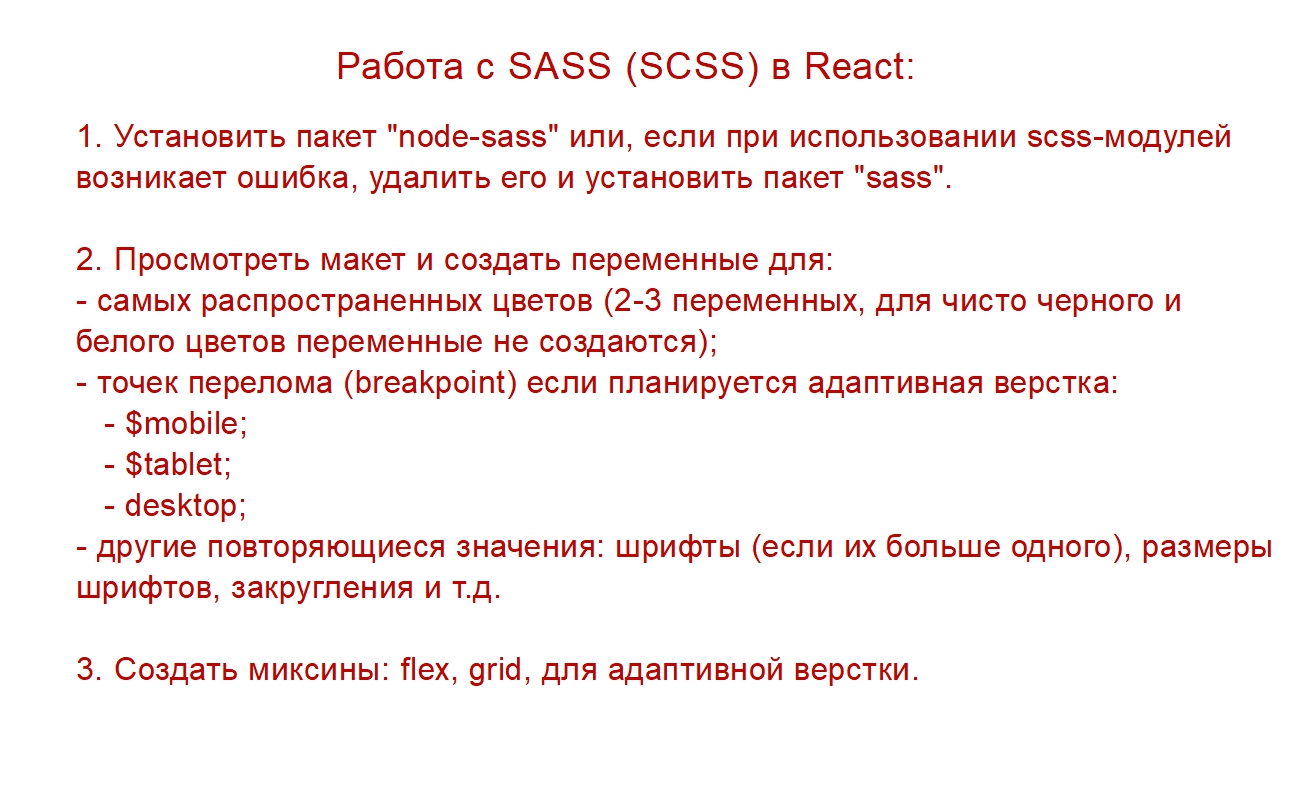 Работа с SASS (SCSS) в React:
1. Установить пакет "node-sass" или, если при использовании scss-модулей
возникает ошибка, удалить его и установить пакет "sass".
2. Просмотреть макет и создать переменные для:
- самых распространенных цветов (2-3 переменных, для чисто черного и
белого цветов переменные не создаются);
- точек перелома (breakpoint) если планируется адаптивная верстка:
- $mobile;
- $tablet;
- desktop;
- другие повторяющиеся значения: шрифты (если их больше одного), размеры
шрифтов, закругления и т.д.
3. Создать миксины: flex, grid, для адаптивной верстки.